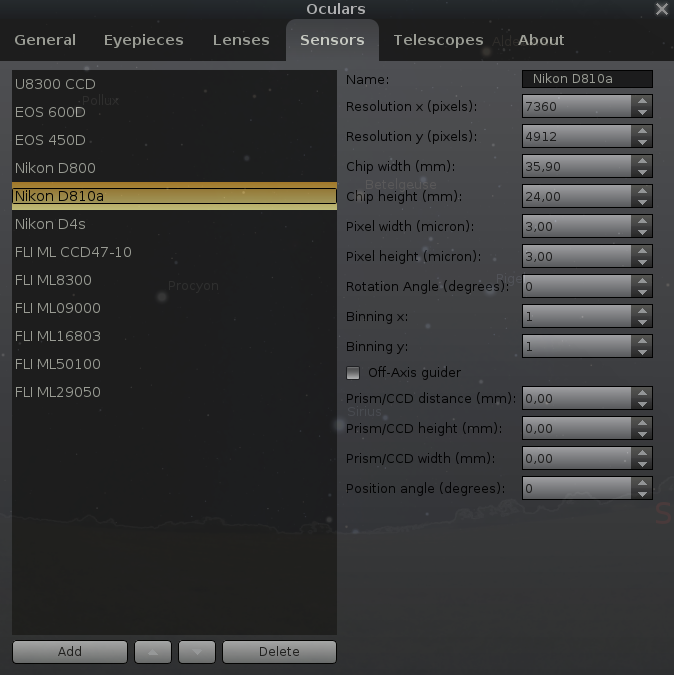 Oculars
General Eyepieces Lenses Sensors Telescopes About
U8300 CCD
EOS 600D
EOS 450D
Nikon D800
Nikon D810a
Nikon D4s
FLI ML CCD47-10
FLI ML8300
FLI ML09000
FLI ML16803
FLI ML50100
FLI ML29050
Add Delete
Name: Nikon D810a
Resolution x (pixels): 7360
Resolution y (pixels): 4912
Chip width (mm): 35,90
Chip height (mm): 24,00
Pixel width (micron): 3,00
Pixel height (micron): 3,00
Rotation Angle (degrees): 0
Binning x: 1
Binning y: 1
Off-Axis guider
Prism/CCD distance (mm): 0,00
Prism/CCD height (mm): 0,00
Prism/CCD width (mm): 0,00
Position angle (degrees): 0
Pollux
Betelgeuse
Procyon
Sirius
S